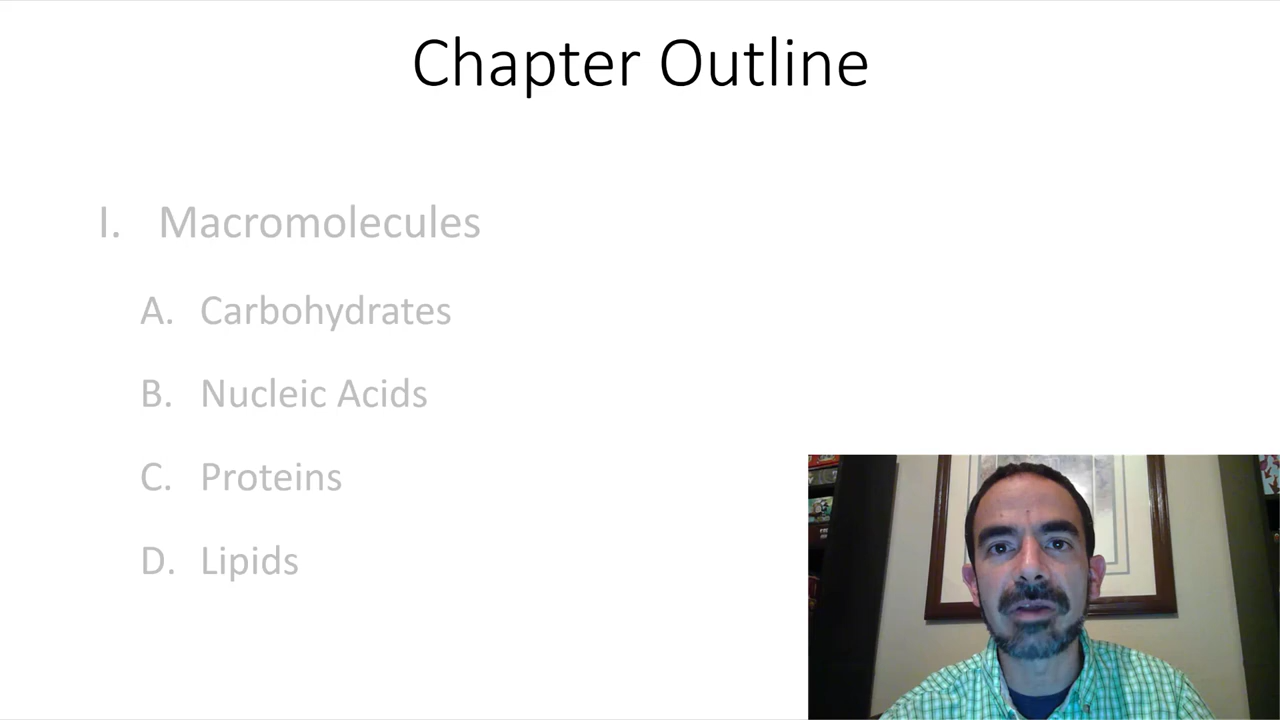 Chapter Outline
I. Macromolecules
A. Carbohydrates
B. Nucleic Acids
C. Proteins
D. Lipids